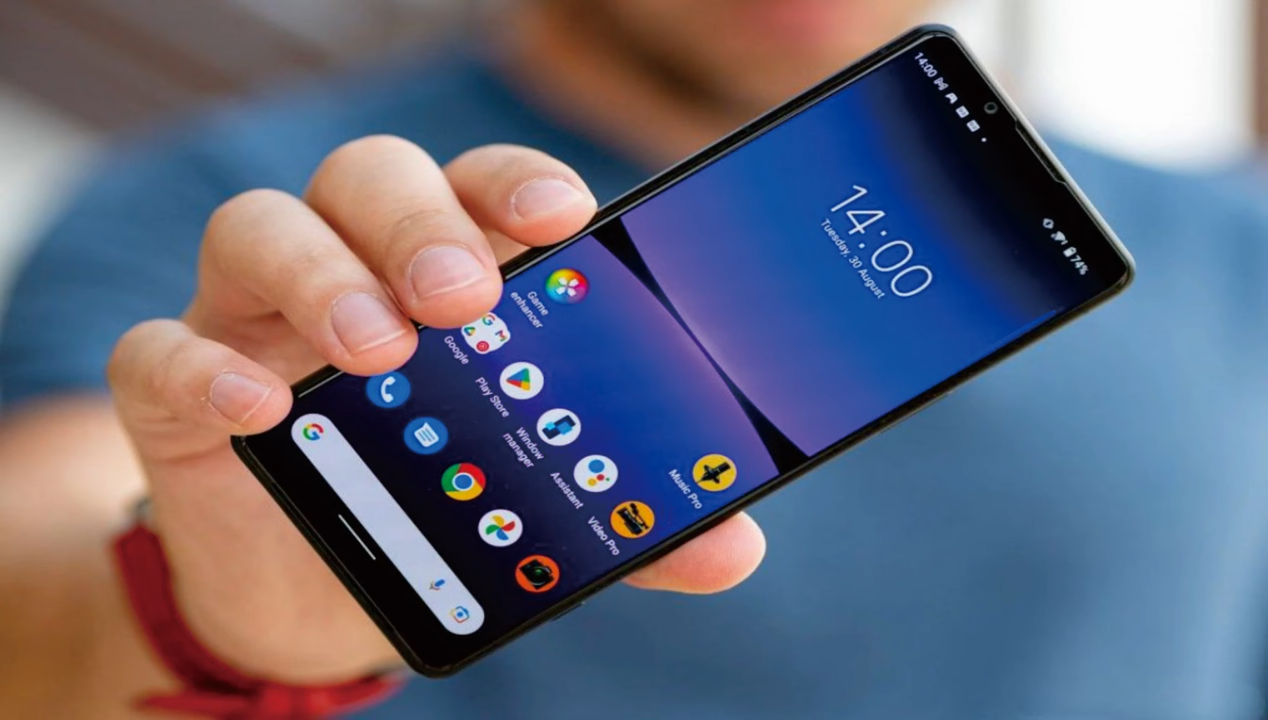 14:00
74%
14:00
Tuesday, 30 August
Game
enhancer
Music Pro
Google
Play Store
Window
manager
Assistant
Video Pro